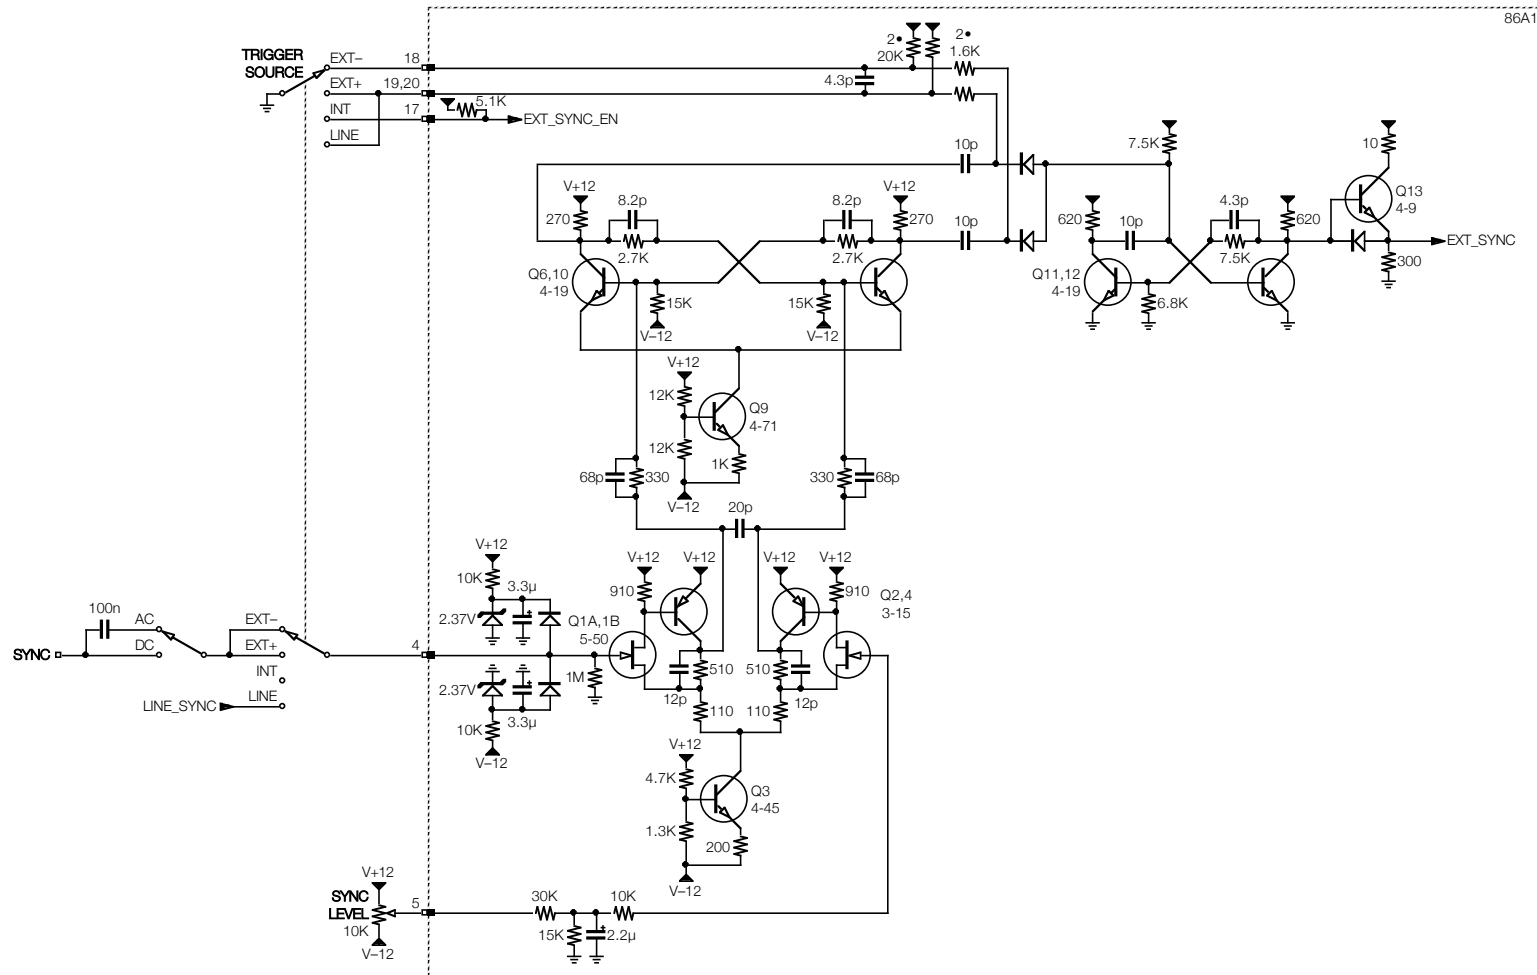 86A1
TRIGGER
SOURCE
EXT–
18
EXT+
19,20
INT
17
LINE
5.1K
EXT_SYNC_EN
4.3p
2•
20K
2•
1.6K
10p
7.5K
10
Q13
4-9
V+12
270
8.2p
2.7K
8.2p
2.7K
V+12
270
10p
620
10p
4.3p
7.5K
620
EXT_SYNC
300
Q6,10
4-19
15K
V–12
15K
V–12
Q11,12
4-19
6.8K
V+12
12K
12K
Q9
4-71
1K
V–12
68p
330
330
68p
20p
V+12
10K
3.3µ
2.37V
V+12
910
V+12
V+12
V+12
910
Q2,4
3-15
Q1A,1B
5-50
100n
AC
DC
SYNC
EXT–
EXT+
INT
LINE
LINE_SYNC
4
2.37V
3.3µ
10K
V–12
1M
510
12p
110
510
12p
110
V+12
4.7K
1.3K
Q3
4-45
200
V–12
V+12
SYNC
LEVEL
10K
V–12
5
30K
15K
2.2µ
10K